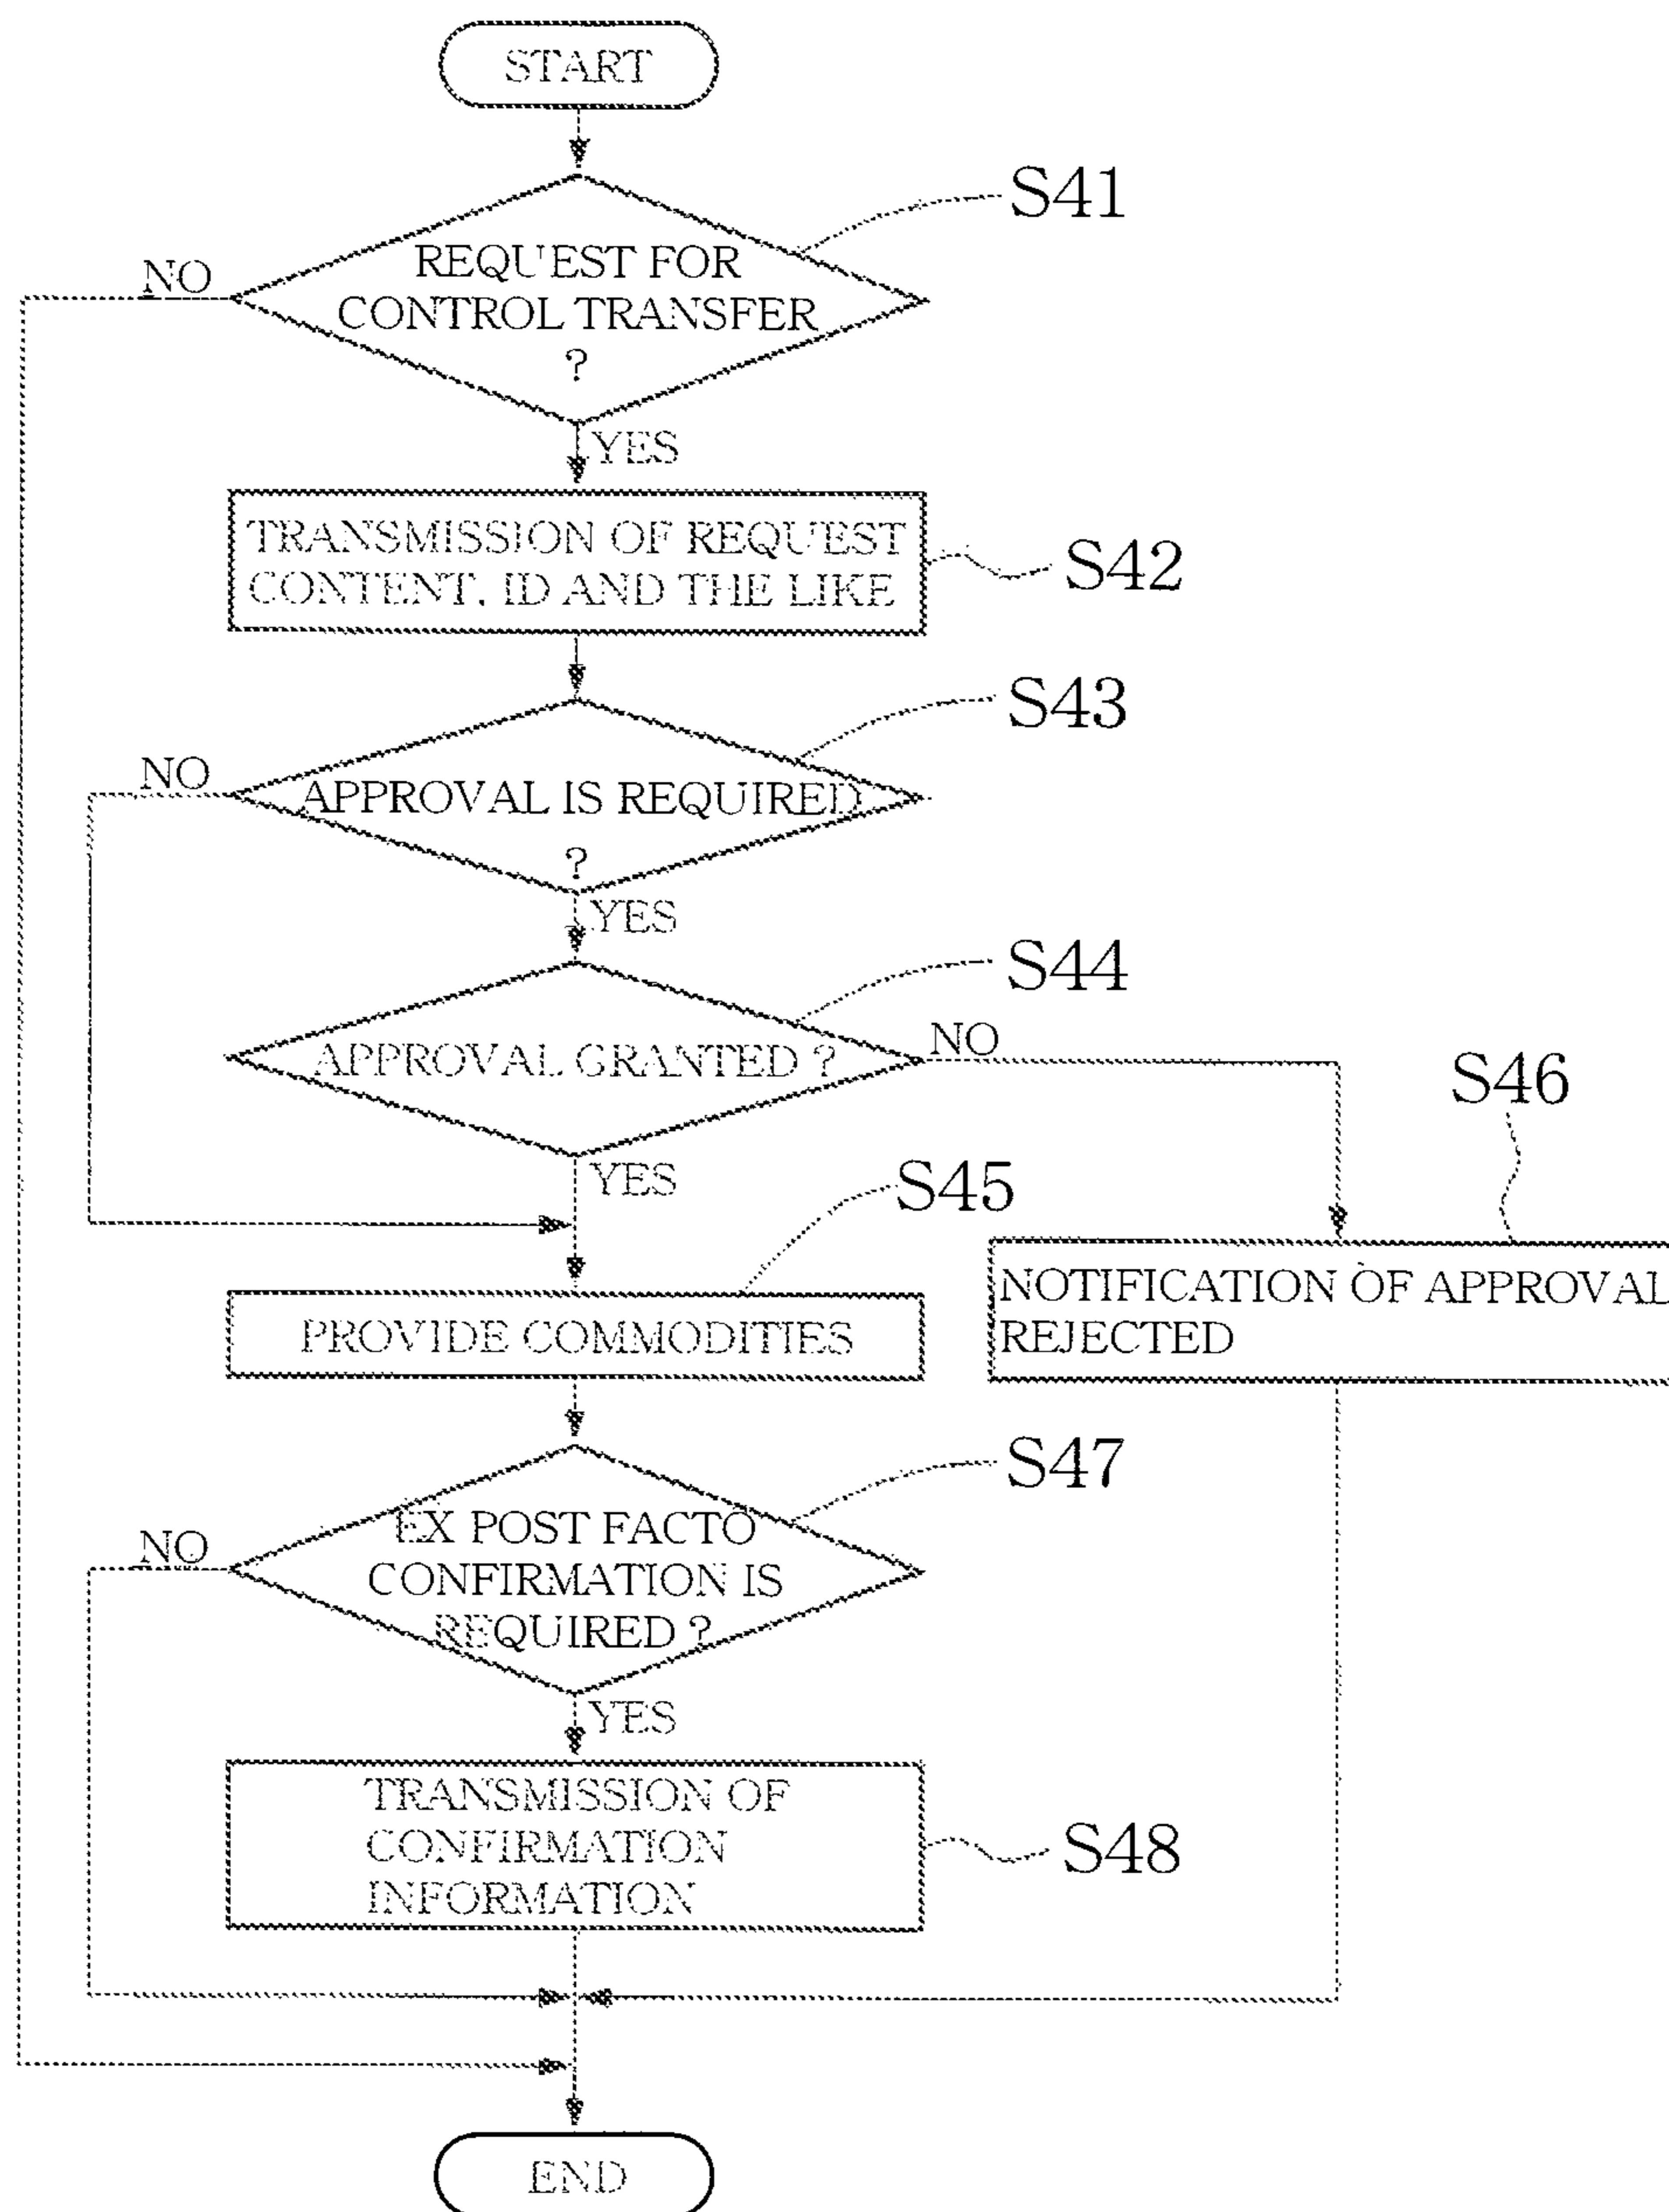 START
S41
NO
REQUEST FOR
CONTROL TRANSFER
?
YES
TRANSMISSION OF REQUEST
CONTENT, ID AND THE LIKE
S42
S43
NO
APPROVAL IS REQUIRED
?
YES
S44
APPROVAL GRANTED ?
NO
S46
YES
S45
NOTIFICATION OF APPROVAL
REJECTED
PROVIDE COMMODITIES
S47
NO
EX POST FACTO
CONFIRMATION IS
REQUIRED ?
YES
TRANSMISSION OF
CONFIRMATION
INFORMATION
S48
END